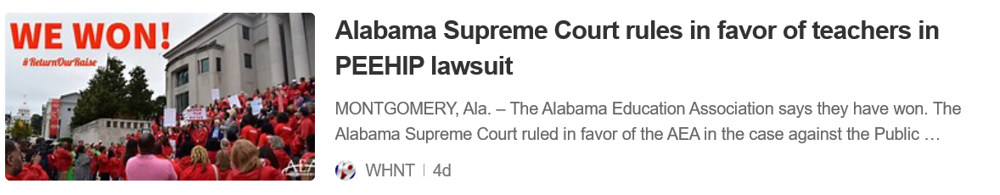 WE WON!
#ReturnOurRaise
Alabama Supreme Court rules in favor of teachers in
PEEHIP lawsuit
MONTGOMERY, Ala. – The Alabama Education Association says they have won. The
Alabama Supreme Court ruled in favor of the AEA in the case against the Public …
WHNT | 4d